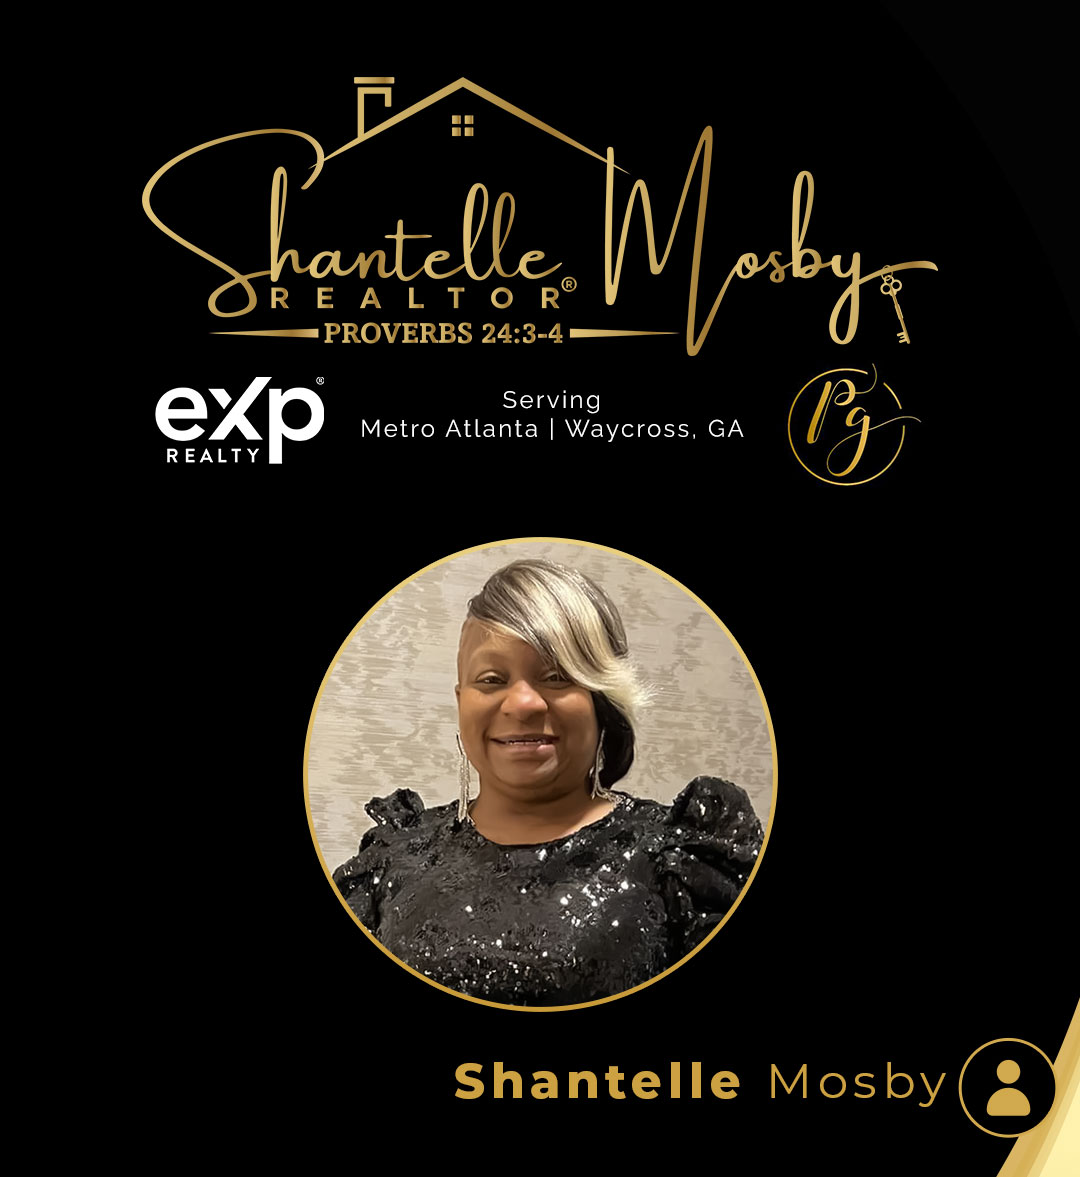 Shantelle Mosby
REALTOR®
PROVERBS 24:3-4
eXp®
REALTY
Serving
Metro Atlanta | Waycross, GA
Pg
Shantelle Mosby